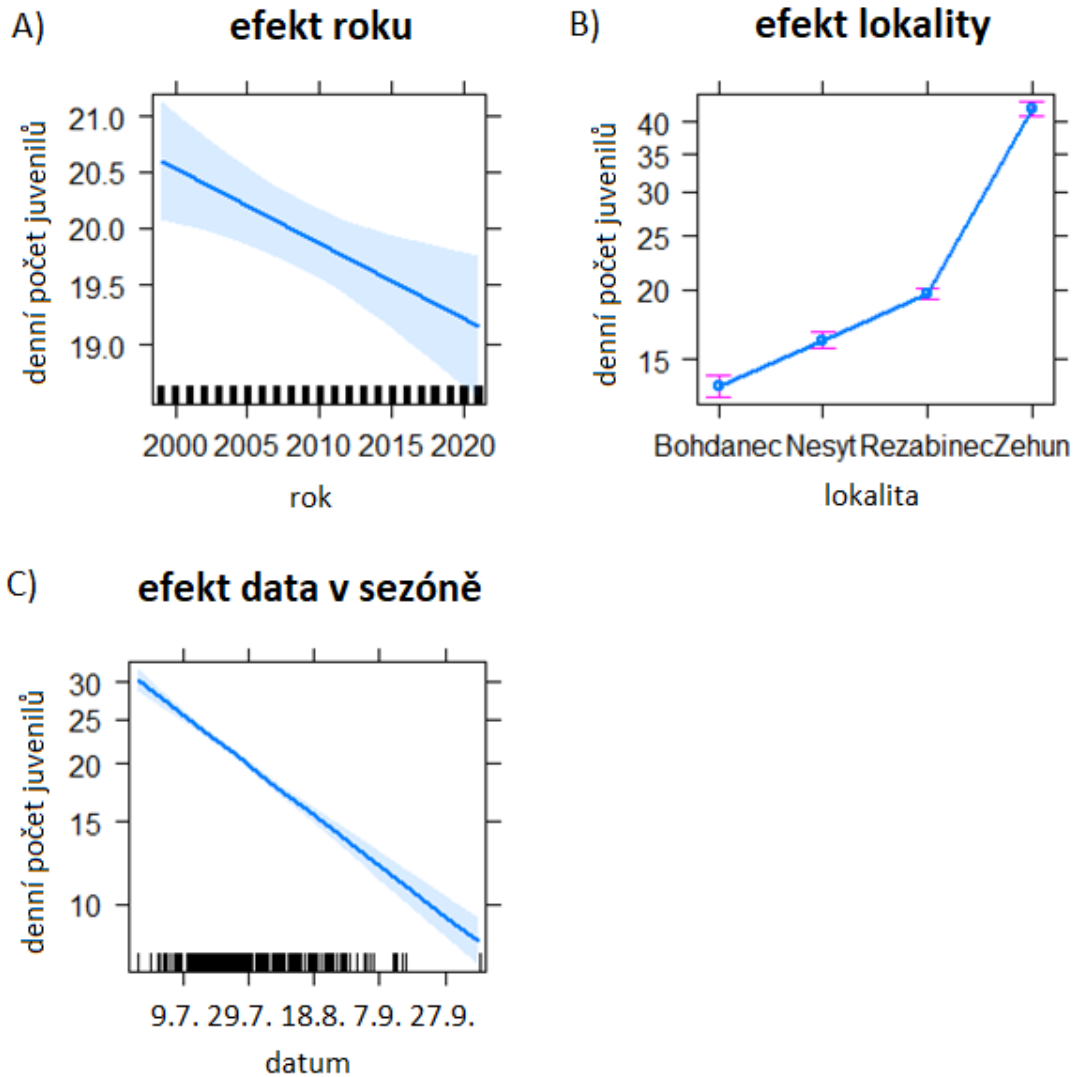 A) efekt roku
denní počet juvenilů
21.0
20.5
20.0
19.5
19.0
2000 2005 2010 2015 2020
rok
B) efekt lokality
denní počet juvenilů
40
35
30
25
20
15
Bohdanec Nesyt Rezabinec Zehun
lokalita
C) efekt data v sezóně
denní počet juvenilů
30
25
20
15
10
9.7. 29.7. 18.8. 7.9. 27.9.
datum